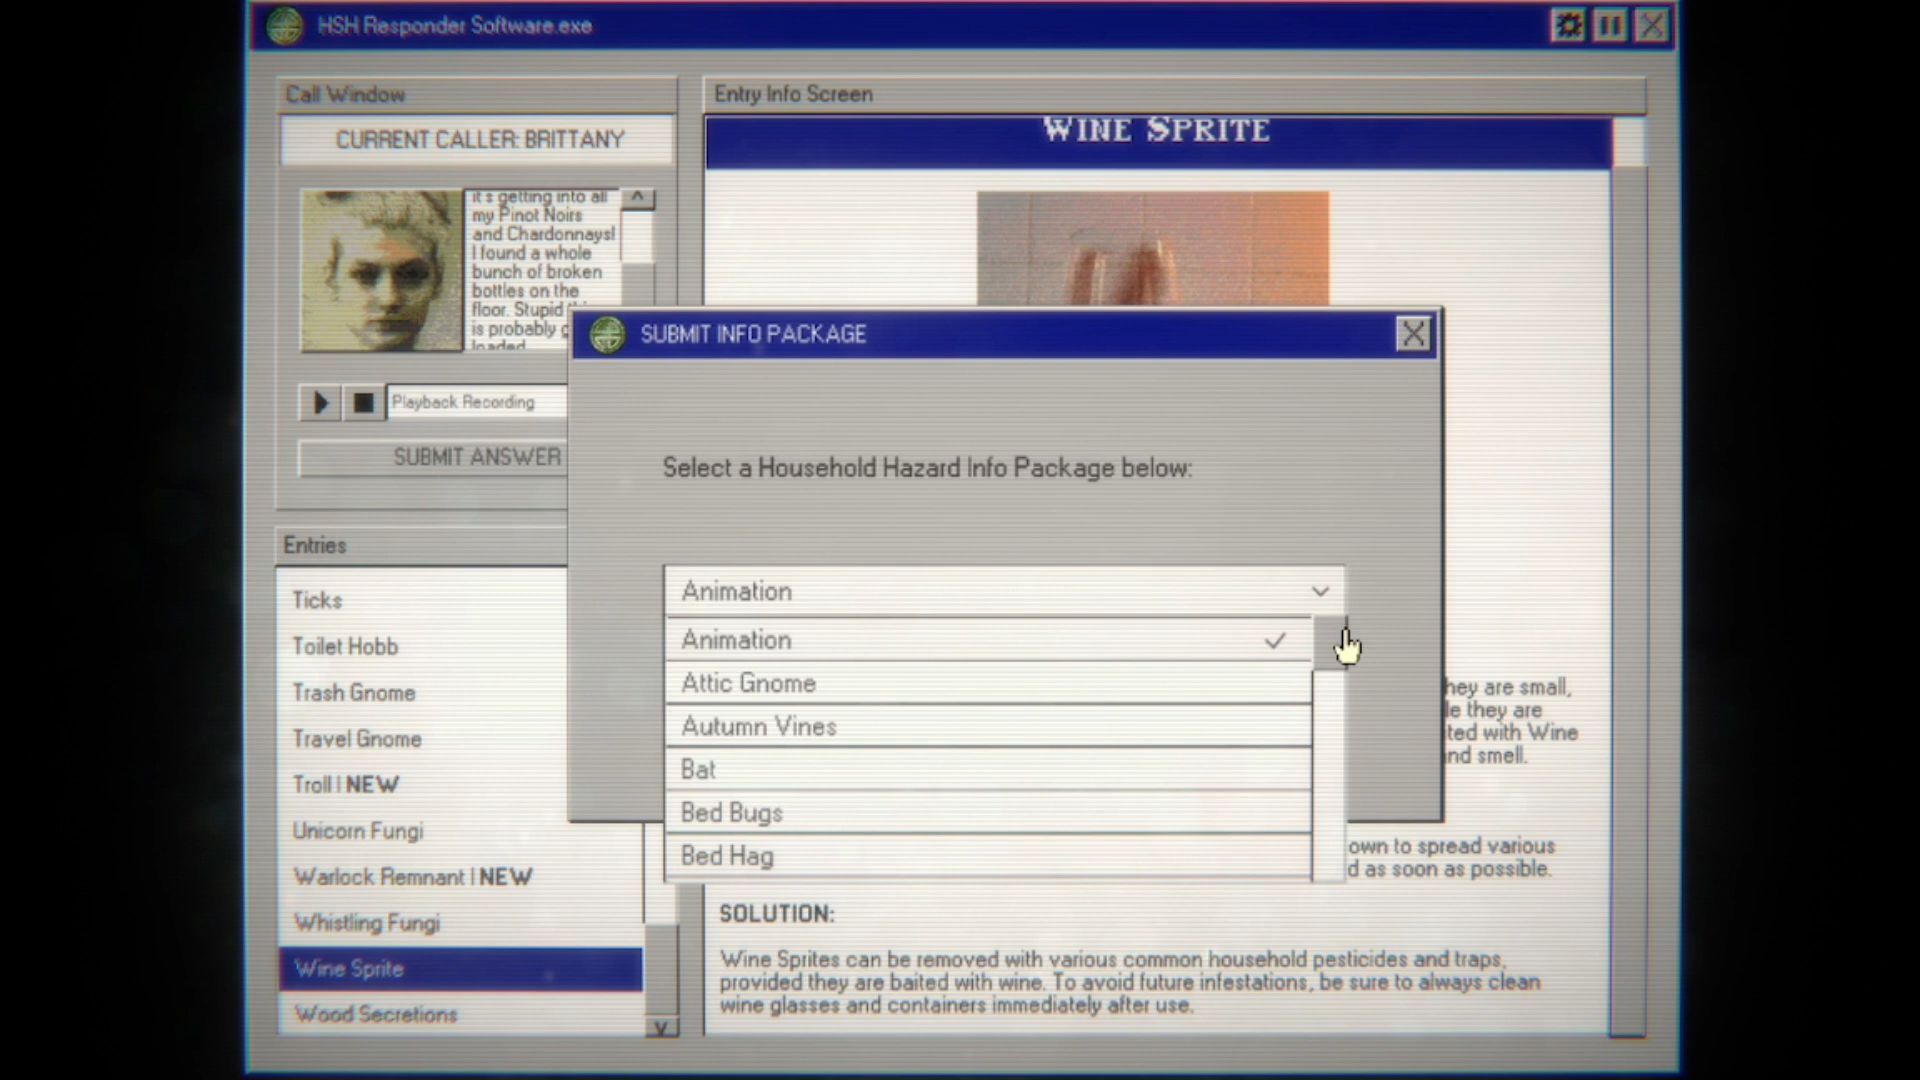 HSH Responder Software.exe
Call Window
CURRENT CALLER: BRITTANY
it's getting into all
my Pinot Noirs
and Chardonnays!
I found a whole
bunch of broken
bottles on the
floor. Stupid
is probably
loaded
Playback Recording
SUBMIT ANSWER
Entries
Ticks
Toilet Hobb
Trash Gnome
Travel Gnome
Troll | NEW
Unicorn Fungi
Warlock Remnant | NEW
Whistling Fungi
Wine Sprite
Wood Secretions
Entry Info Screen
WINE SPRITE
SUBMIT INFO PACKAGE
Select a Household Hazard Info Package below:
Animation
Animation
Attic Gnome
Autumn Vines
Bat
Bed Bugs
Bed Hag
hey are small,
they are
with Wine
smell.
own to spread various
as soon as possible.
SOLUTION:
Wine Sprites can be removed with various common household pesticides and traps,
provided they are baited with wine. To avoid future infestations, be sure to always clean
wine glasses and containers immediately after use.